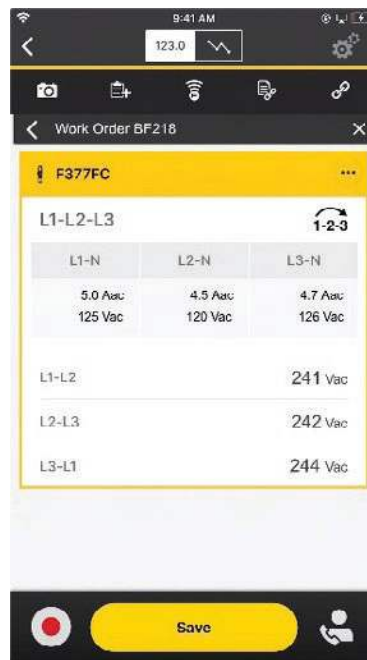 9:41 AM
123.0
Work Order BF218
F377FC
L1-L2-L3
1-2-3
L1-N L2-N L3-N
5.0 Aac 4.5 Aac 4.7 Aac
125 Vac 120 Vac 126 Vac
L1-L2 241 Vac
L2-L3 242 Vac
L3-L1 244 Vac
Save